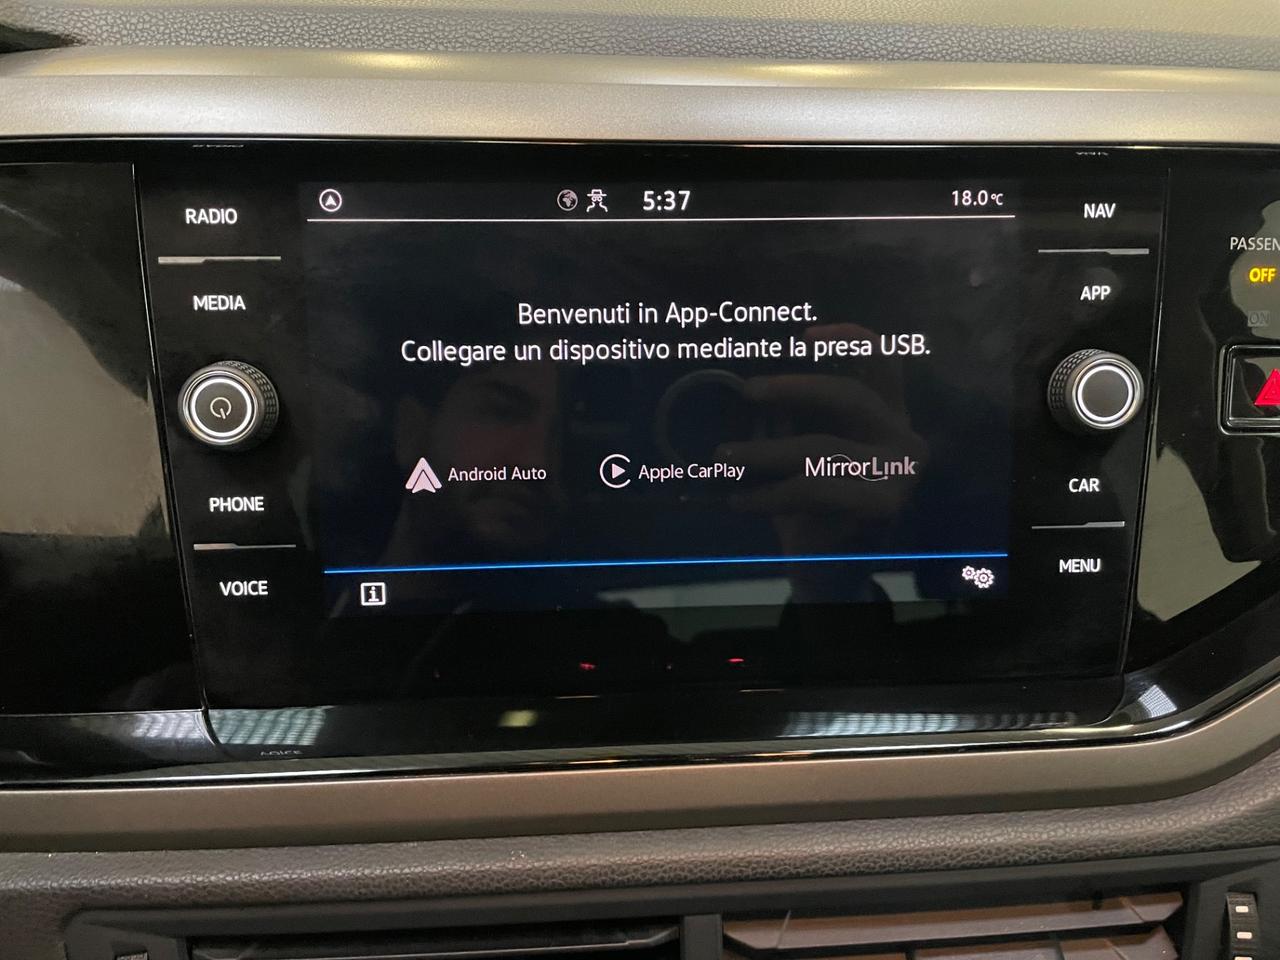 RADIO
MEDIA
PHONE
VOICE
5:37
18.0°C
Benvenuti in App-Connect.
Collegare un dispositivo mediante la presa USB.
Android Auto
Apple CarPlay
MirrorLink
i
NAV
APP
CAR
MENU
OFF
ON